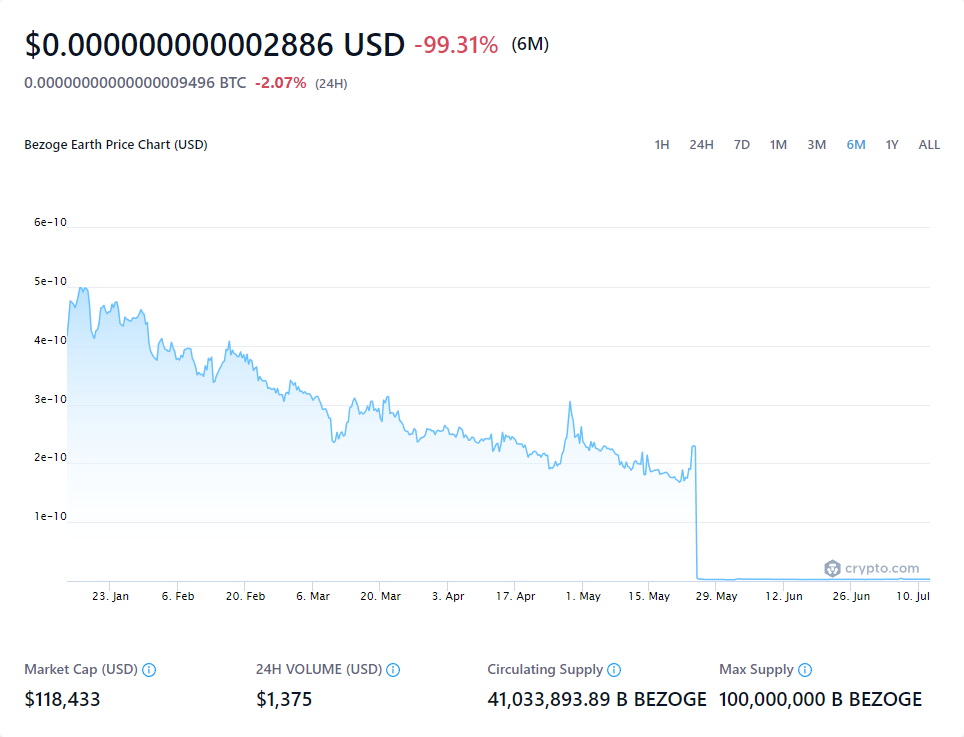 $0.000000000002886 USD -99.31% (6M)
0.00000000000000009496 BTC -2.07% (24H)
Bezoge Earth Price Chart (USD) 1H 24H 7D 1M 3M 6M 1Y ALL
6e-10
5e-10
4e-10
3e-10
2e-10
1e-10
crypto.com
23. Jan 6. Feb 20. Feb 6. Mar 20. Mar 3. Apr 17. Apr 1. May 15. May 29. May 12. Jun 26. Jun 10. Jul
Market Cap (USD) 24H VOLUME (USD) Circulating Supply Max Supply
$118,433 $1,375 41,033,893.89 B BEZOGE 100,000,000 B BEZOGE